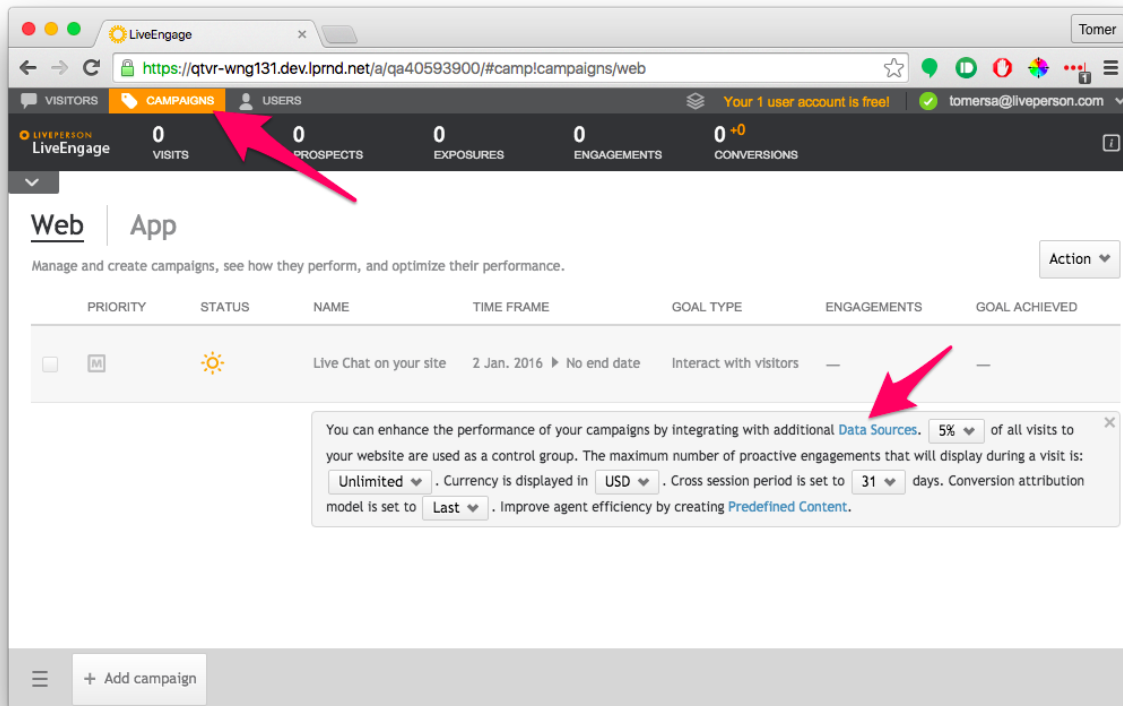 LiveEngage
Tomer
https://qtvr-wng131.dev.lprnd.net/a/qa40593900/#camp!campaigns/web
1
VISITORS CAMPAIGNS USERS Your 1 user account is free! tomersa@liveperson.com
LIVEPERSON
LiveEngage
0 0 0 0 0 +0
VISITS PROSPECTS EXPOSURES ENGAGEMENTS CONVERSIONS
i
Web App
Manage and create campaigns, see how they perform, and optimize their performance.
Action
PRIORITY STATUS NAME TIME FRAME GOAL TYPE ENGAGEMENTS GOAL ACHIEVED
M Live Chat on your site 2 Jan. 2016 No end date Interact with visitors — —
You can enhance the performance of your campaigns by integrating with additional Data Sources. 5% of all visits to
your website are used as a control group. The maximum number of proactive engagements that will display during a visit is:
Unlimited . Currency is displayed in USD . Cross session period is set to 31 days. Conversion attribution
model is set to Last . Improve agent efficiency by creating Predefined Content.
+ Add campaign